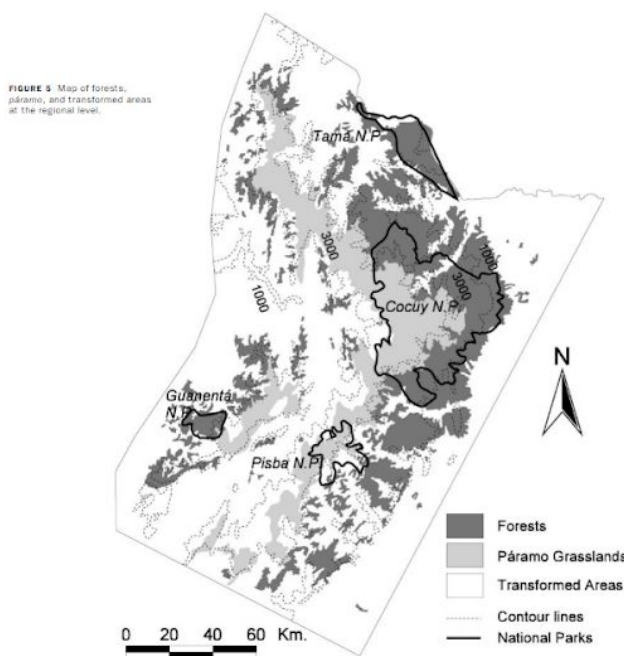 FIGURE 5 Map of forests,
páramo, and transformed areas
at the regional level.
Tamá N.P.
3000
1000
3000
1000
Cocuy N.P.
Guanentá
N.P.
Pisba N.P.
N
Forests
Páramo Grasslands
Transformed Areas
Contour lines
National Parks
0 20 40 60 Km.